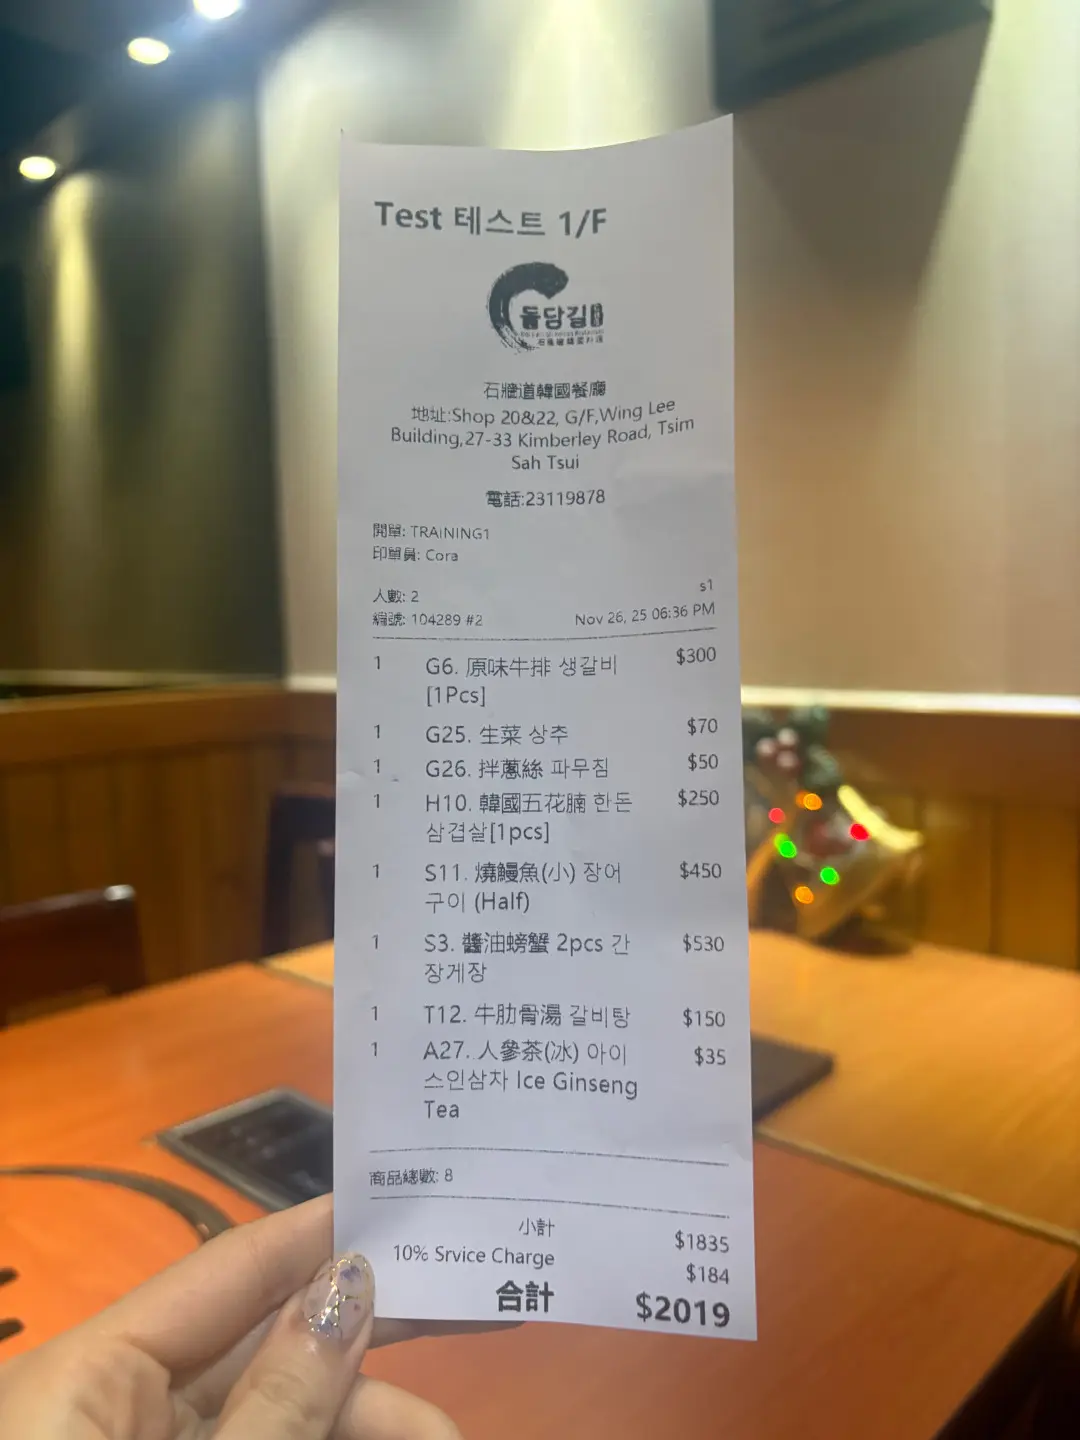 Test 테스트 1/F
돌담길
石牆道韓國餐廳
地址:Shop 20&22, G/F,Wing Lee
Building,27-33 Kimberley Road, Tsim
Sah Tsui
電話:23119878
開單: TRAINING1
印單員: Cora
s1
人數: 2
編號: 104289 #2 Nov 26, 25 06:36 PM
1 G6. 原味牛排 생갈비 $300
[1Pcs]
1 G25. 生菜 상추 $70
1 G26. 拌蔥絲 파무침 $50
1 H10. 韓國五花腩 한돈 $250
삼겹살[1pcs]
1 S11. 燒鰻魚(小) 장어 $450
구이 (Half)
1 S3. 醬油螃蟹 2pcs 간 $530
장게장
1 T12. 牛肋骨湯 갈비탕 $150
1 A27. 人參茶(冰) 아이 $35
스인삼차 Ice Ginseng
Tea
商品總數: 8
小計 $1835
10% Srvice Charge $184
合計 $2019